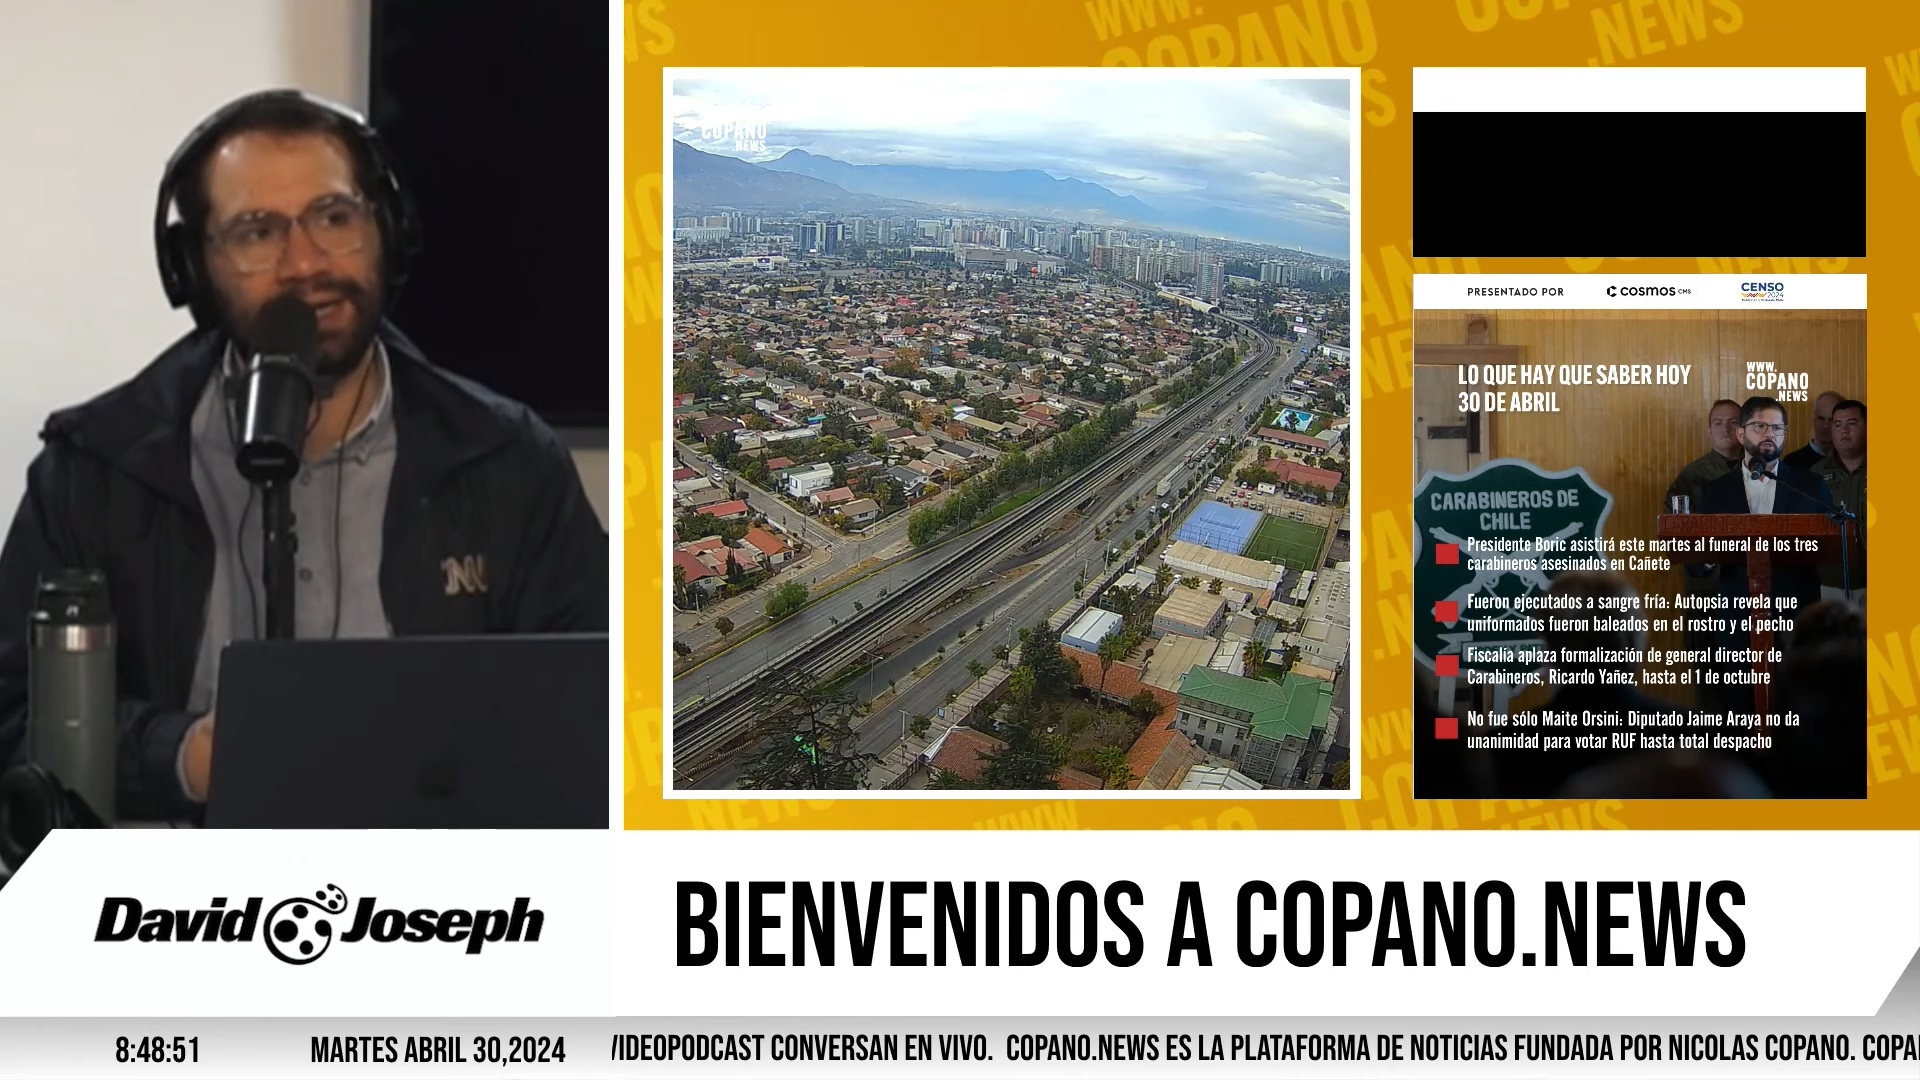 COPANO
.NEWS
PRESENTADO POR
COSMOS CMS
CENSO
2024
LO QUE HAY QUE SABER HOY
30 DE ABRIL
WWW.
COPANO
.NEWS
CARABINEROS DE
CHILE
Presidente Boric asistirá este martes al funeral de los tres
carabineros asesinados en Cañete
Fueron ejecutados a sangre fría: Autopsia revela que
uniformados fueron baleados en el rostro y el pecho
Fiscalía aplaza formalización de general director de
Carabineros, Ricardo Yañez, hasta el 1 de octubre
No fue sólo Maite Orsini: Diputado Jaime Araya no da
unanimidad para votar RUF hasta total despacho
David Joseph
BIENVENIDOS A COPANO.NEWS
8:48:51
MARTES ABRIL 30,2024
VIDEOPODCAST CONVERSAN EN VIVO. COPANO.NEWS ES LA PLATAFORMA DE NOTICIAS FUNDADA POR NICOLAS COPANO. COPA